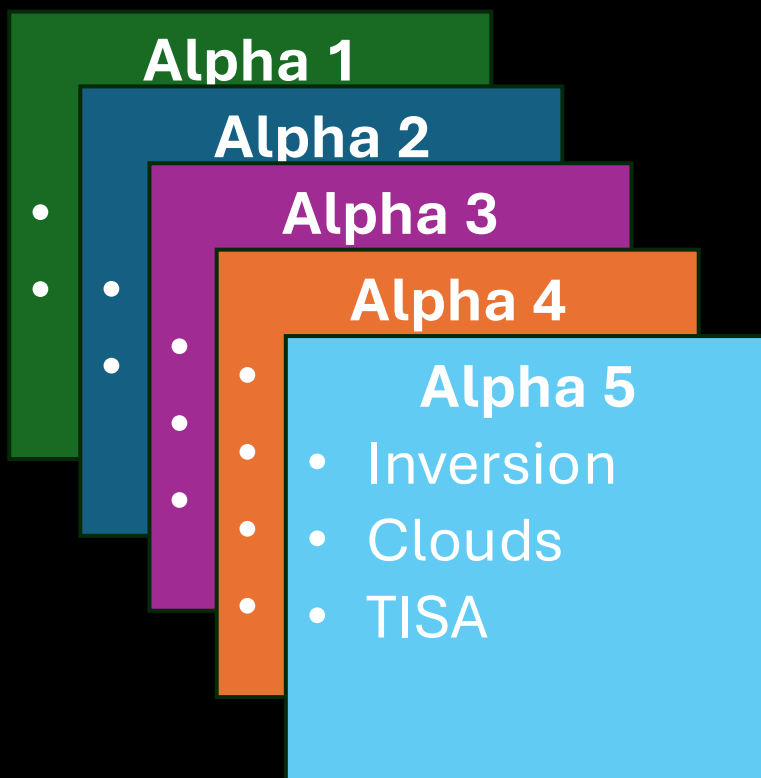 Alpha 1
Alpha 2
Alpha 3
Alpha 4
Alpha 5
• Inversion
• Clouds
• TISA